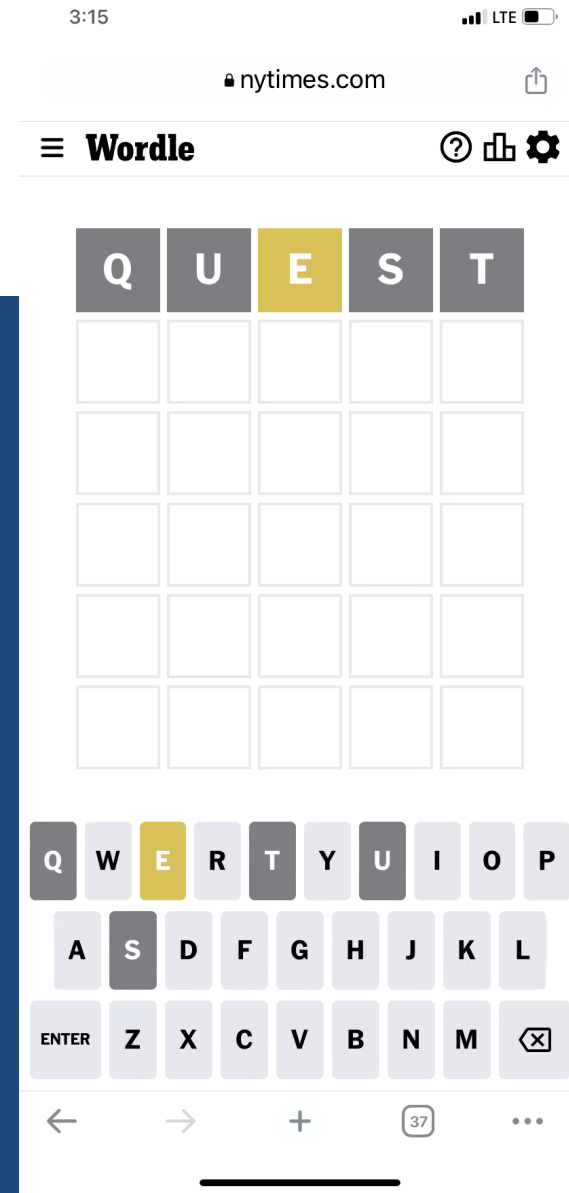 3:15 LTE
nytimes.com
Wordle
Q U E S T
Q W E R T Y U I O P
A S D F G H J K L
ENTER Z X C V B N M
37